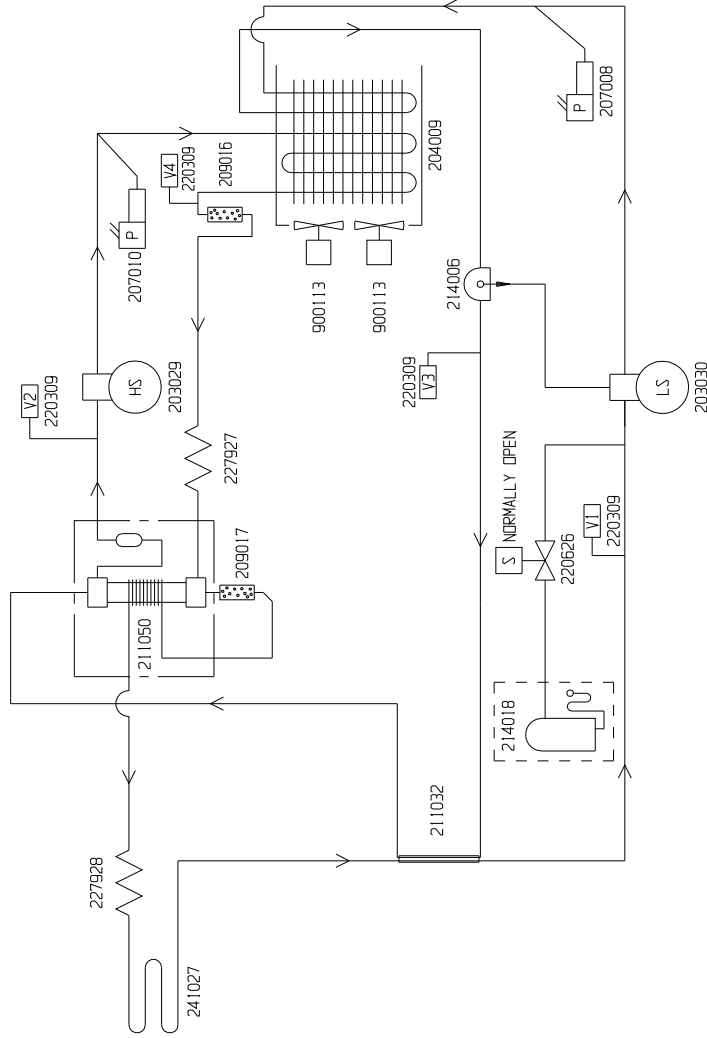 207008
P
204009
V4
220309
209016
P
207010
900113
900113
214006
V2
220309
HS
203029
220309
V3
LS
203030
227927
S
NORMALLY OPEN
220626
V1
220309
209017
211050
214018
211032
227928
241027